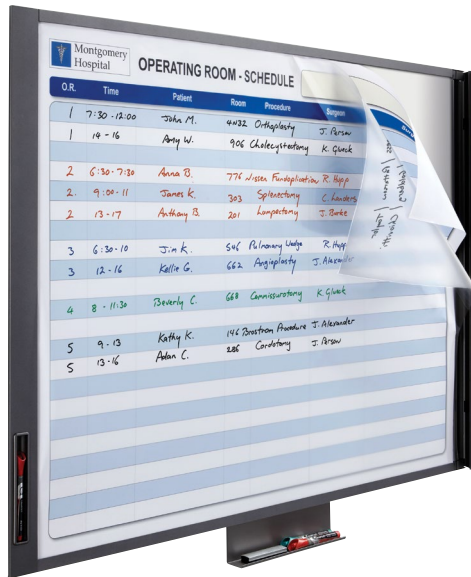 Montgomery
Hospital
OPERATING ROOM - SCHEDULE
O.R. Time Patient Room Procedure Surgeon
1 7:30 - 12:00 John M. 4N32 Orthoplasty J. Parsow
1 14 - 16 Amy W. 906 Cholecystectomy K. Glueck
2 6:30 - 7:30 Anna B. 776 Nissen Fundoplication R. Hopp
2. 9:00 - 11 James K. 303 Splenectomy C. Landers
2 13 - 17 Anthony B. 201 Lumpectomy J. Burke
3 6:30 - 10 Jim K. 546 Pulmonary Wedge R. Hopp
3 12 - 16 Kellie G. 662 Angioplasty J. Alexander
4 8 - 11:30 Beverly C. 668 Commissurotomy K. Glueck
5 9 - 13 Kathy K. 146 Brostrom Procedure J. Alexander
5 13 - 16 Adan C. 286 Cordotomy J. Parsow